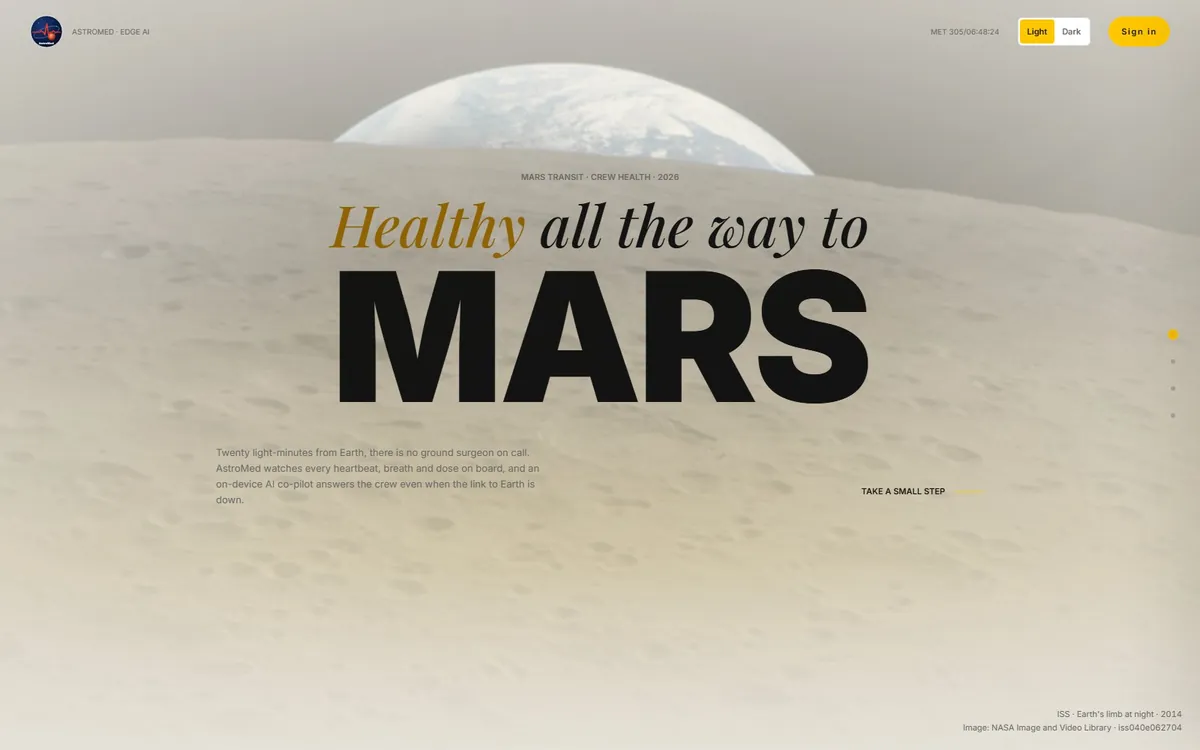 ASTROMED · EDGE AI
MET 305/06:48:24
Light
Dark
Sign in
MARS TRANSIT · CREW HEALTH · 2026
Healthy all the way to
MARS
Twenty light-minutes from Earth, there is no ground surgeon on call.
AstroMed watches every heartbeat, breath and dose on board, and an
on-device AI co-pilot answers the crew even when the link to Earth is
down.
TAKE A SMALL STEP
ISS · Earth's limb at night · 2014
Image: NASA Image and Video Library · iss040e062704